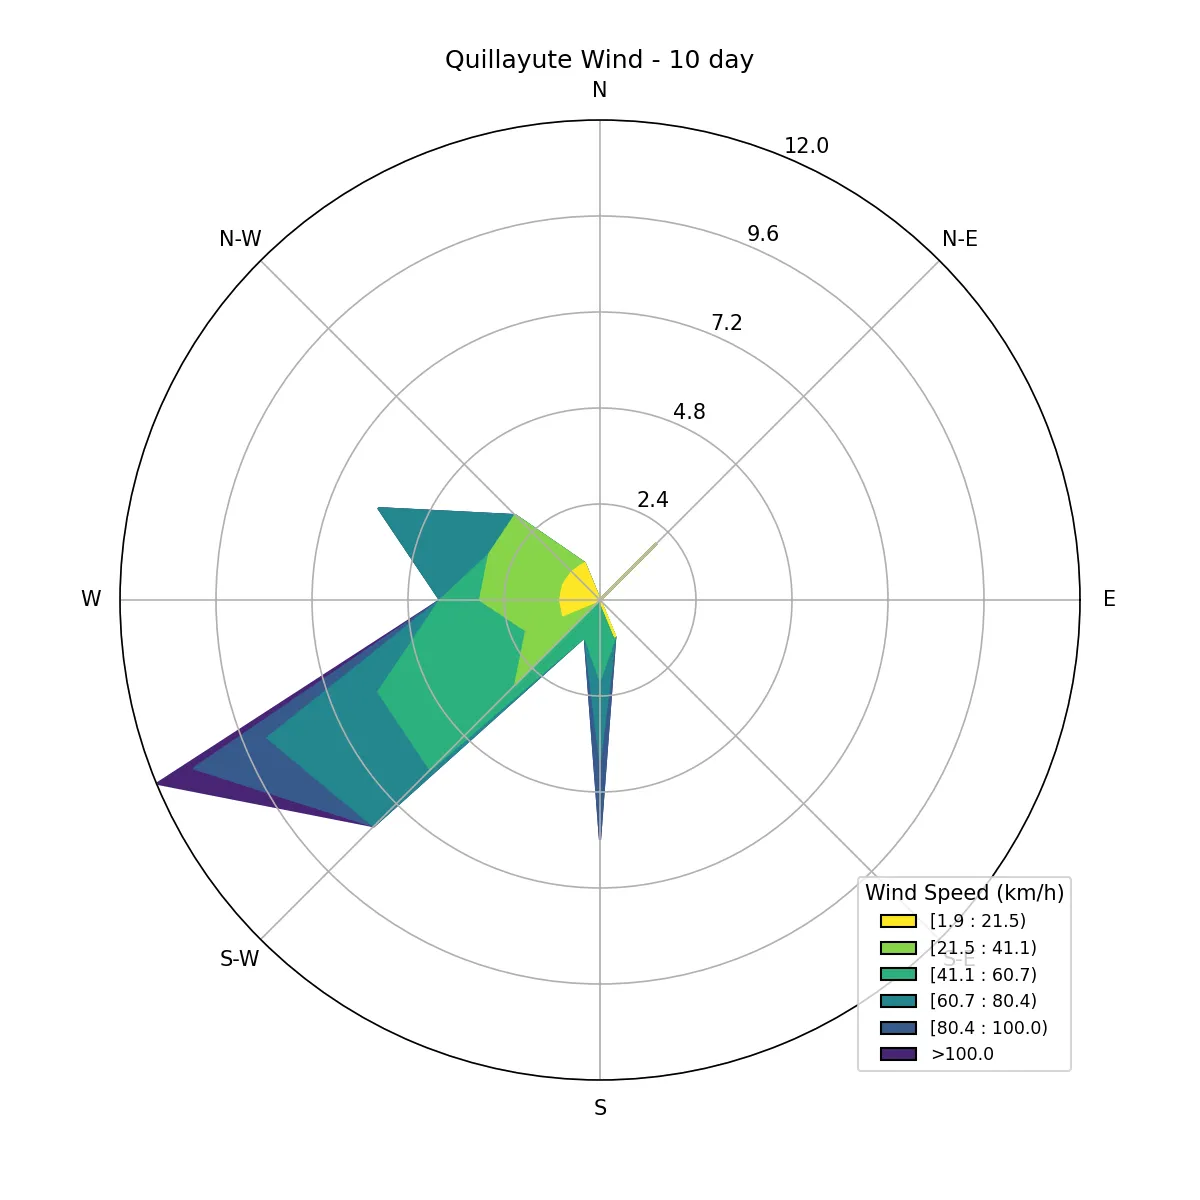 Quillayute Wind - 10 day
N
12.0
N-W
9.6
N-E
7.2
4.8
2.4
W
E
Wind Speed (km/h)
[1.9 : 21.5)
[21.5 : 41.1)
S-W
S-E
[41.1 : 60.7)
[60.7 : 80.4)
[80.4 : 100.0)
>100.0
S